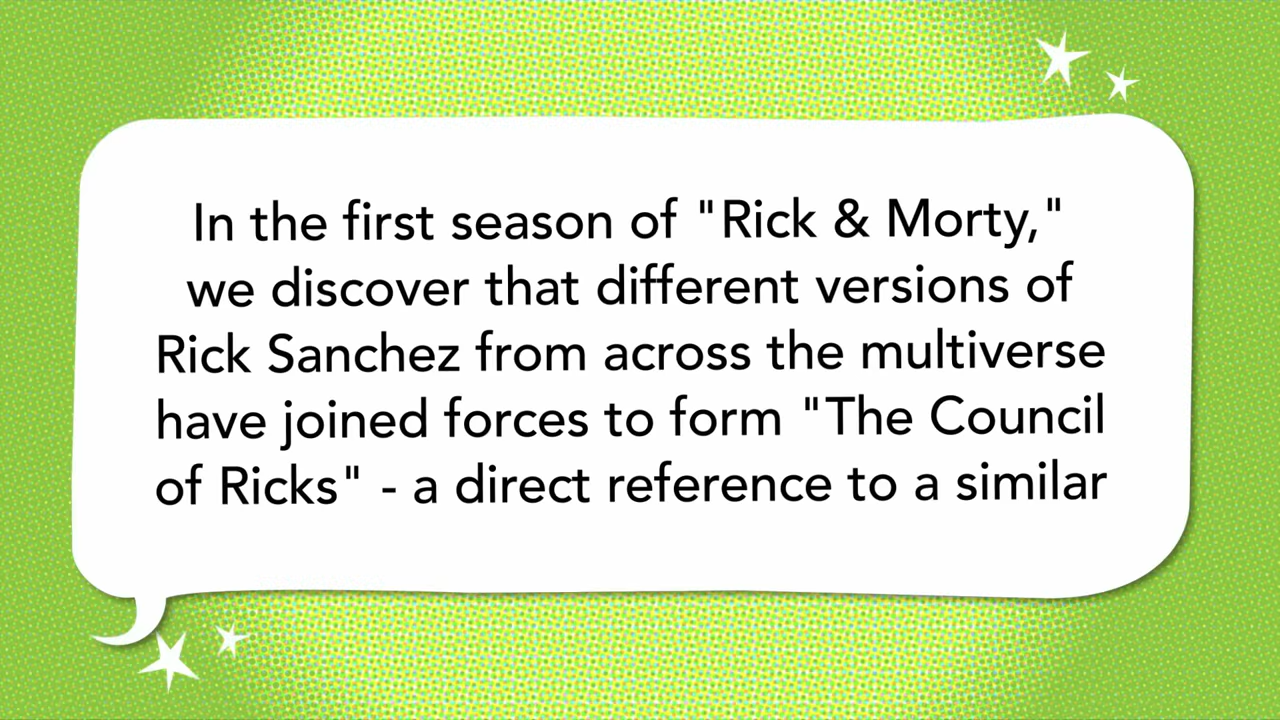 In the first season of "Rick & Morty,"
we discover that different versions of
Rick Sanchez from across the multiverse
have joined forces to form "The Council
of Ricks" - a direct reference to a similar